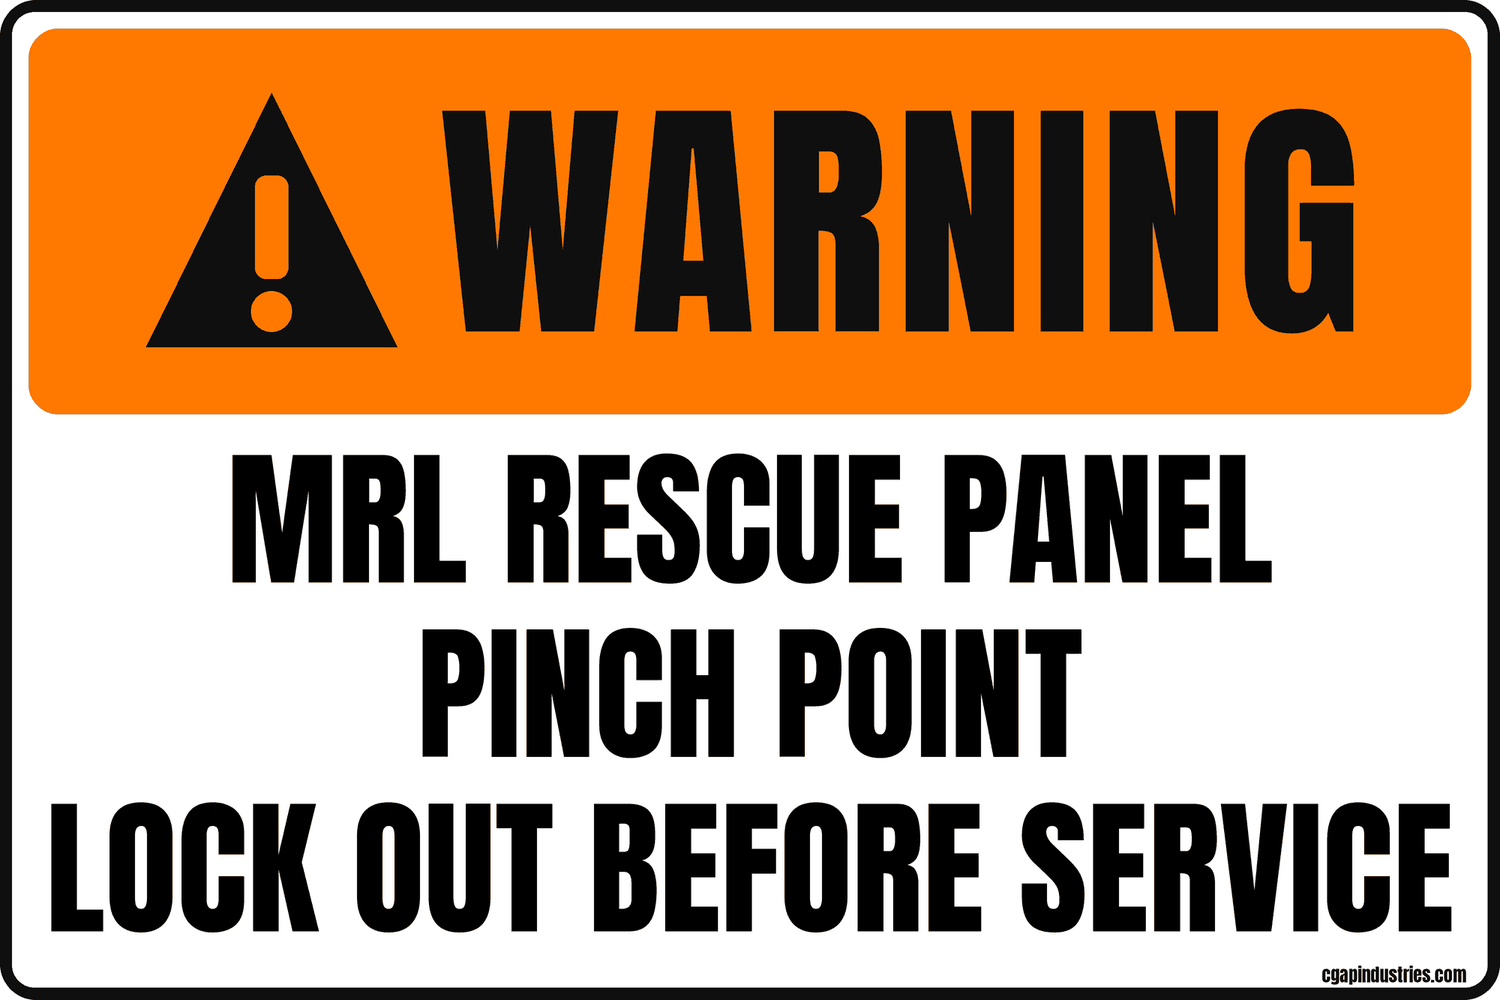 WARNING
MRL RESCUE PANEL
PINCH POINT
LOCK OUT BEFORE SERVICE
cgapindustries.com